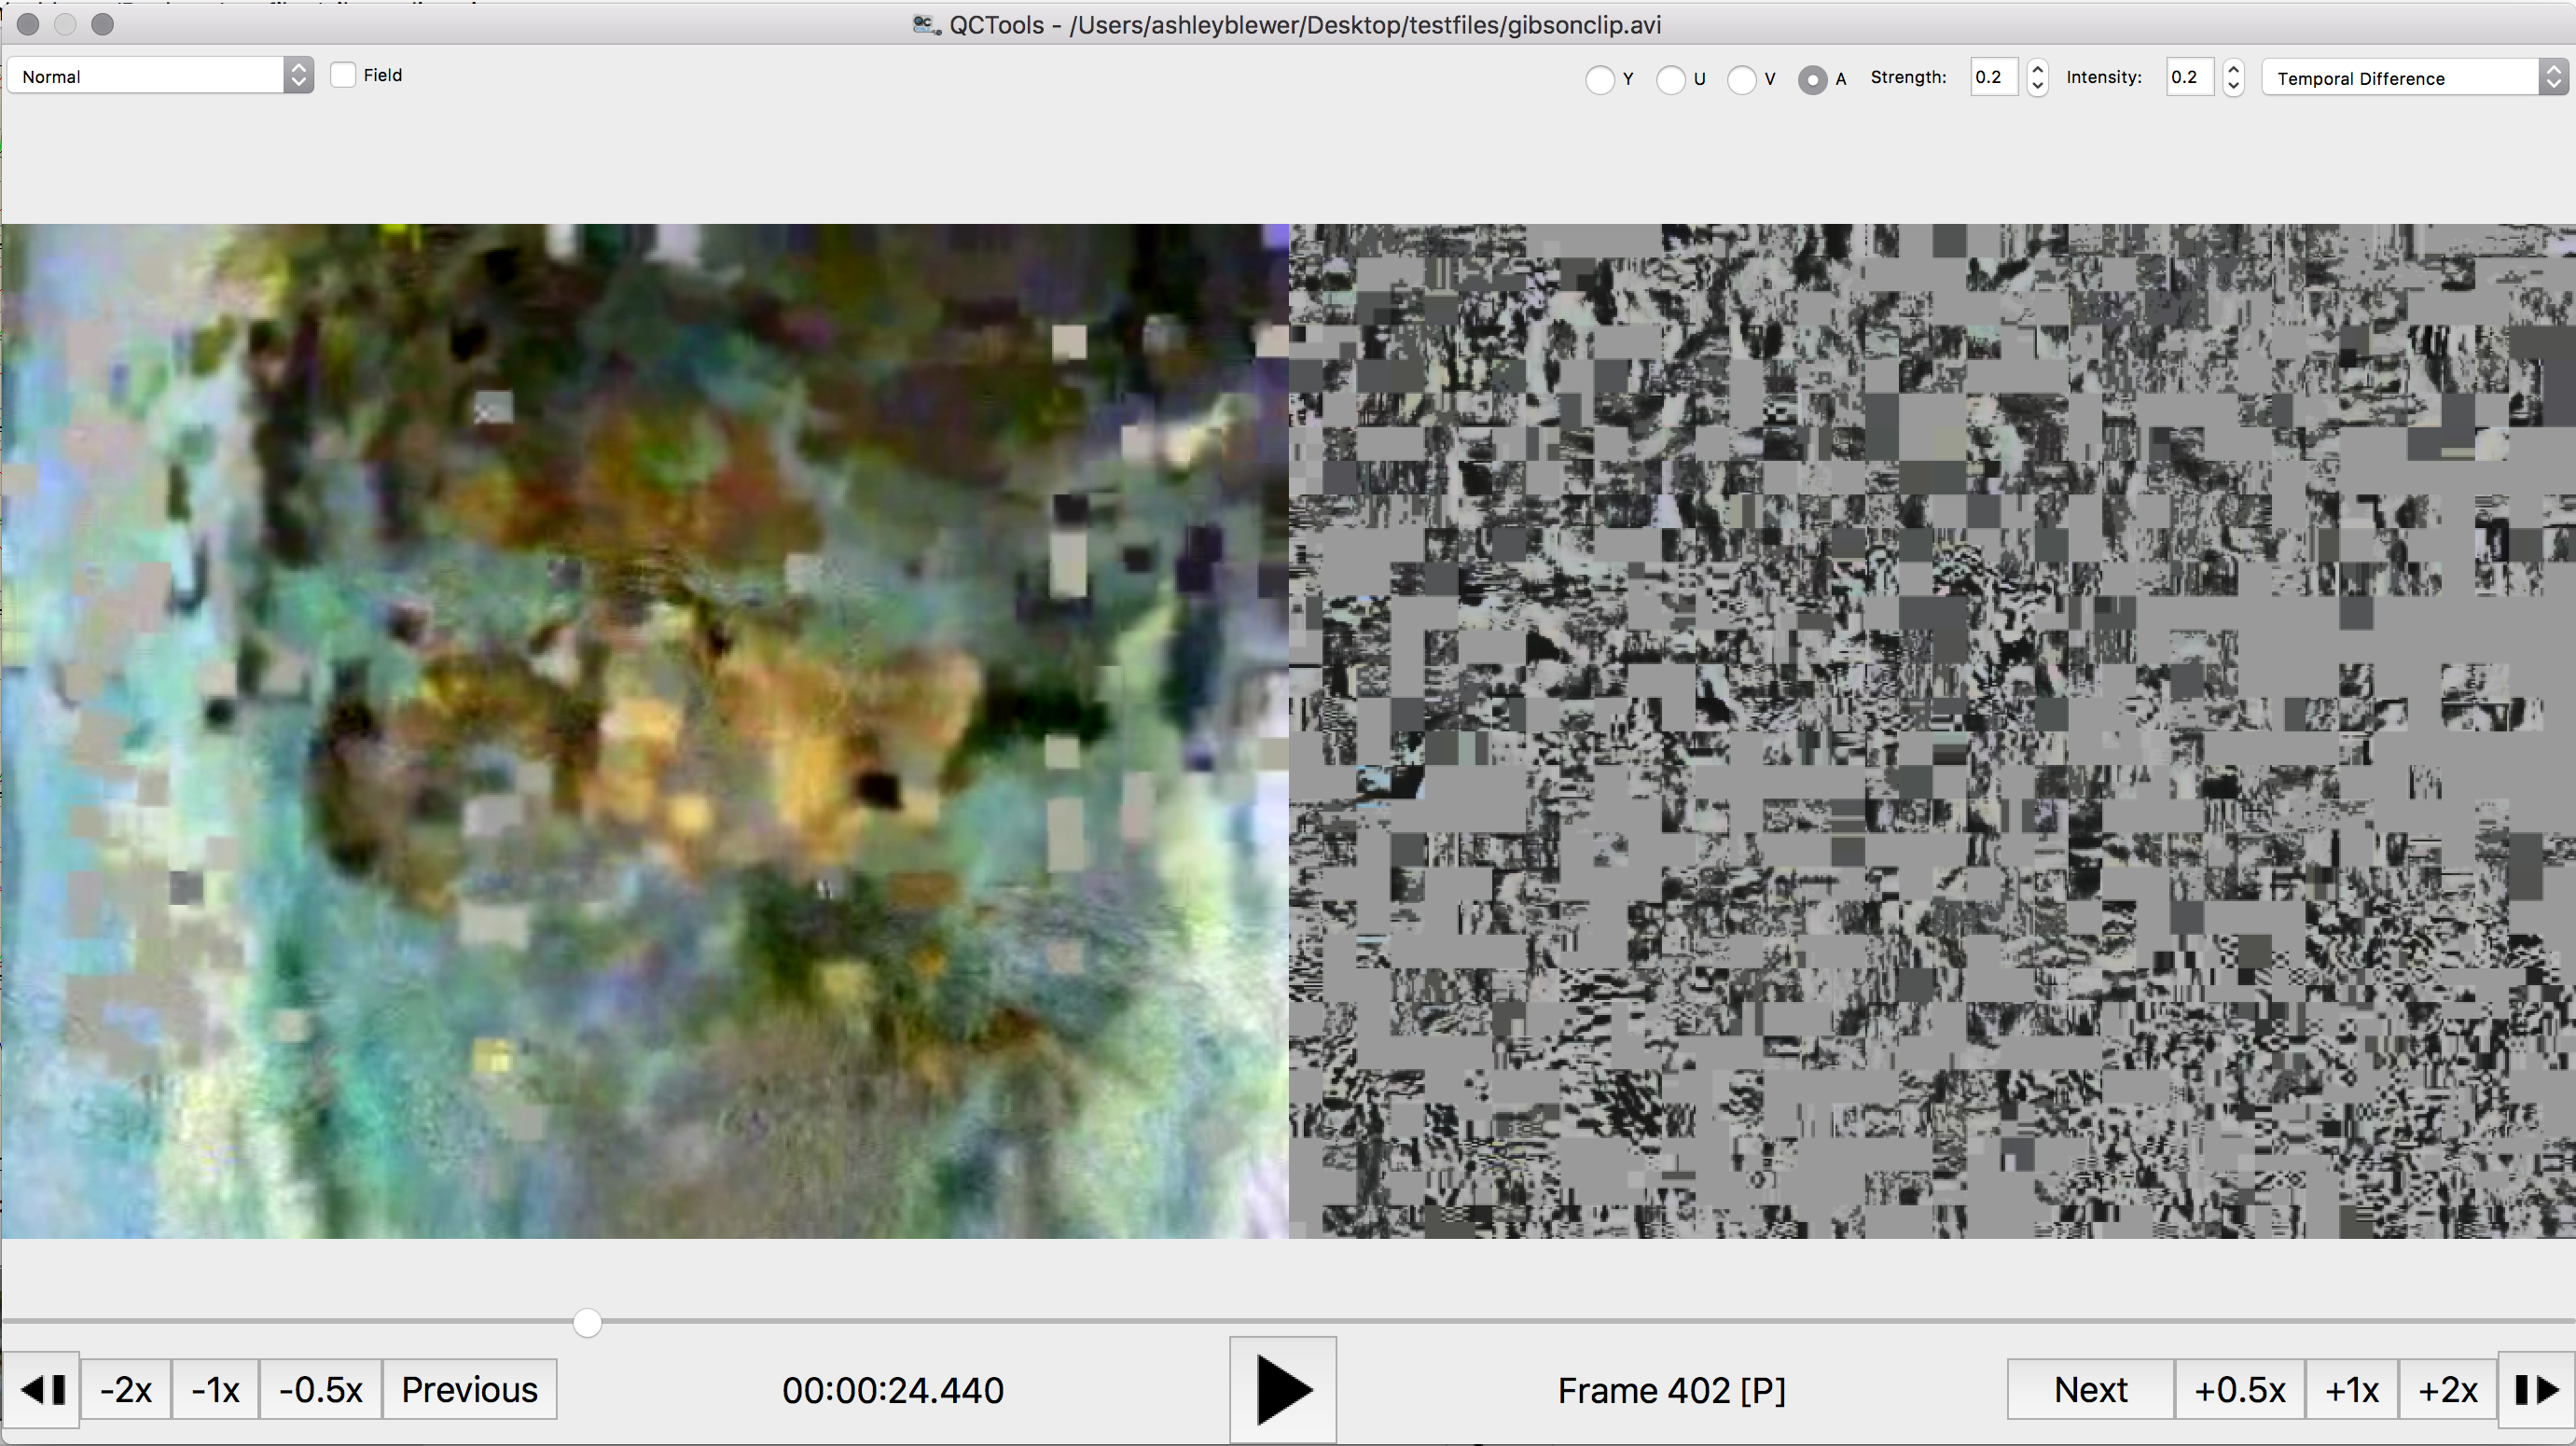 QCTools - /Users/ashleyblewer/Desktop/testfiles/gibsonclip.avi
Normal Field Y U V A Strength: 0.2 Intensity: 0.2 Temporal Difference
-2x -1x -0.5x Previous 00:00:24.440 Frame 402 [P] Next +0.5x +1x +2x